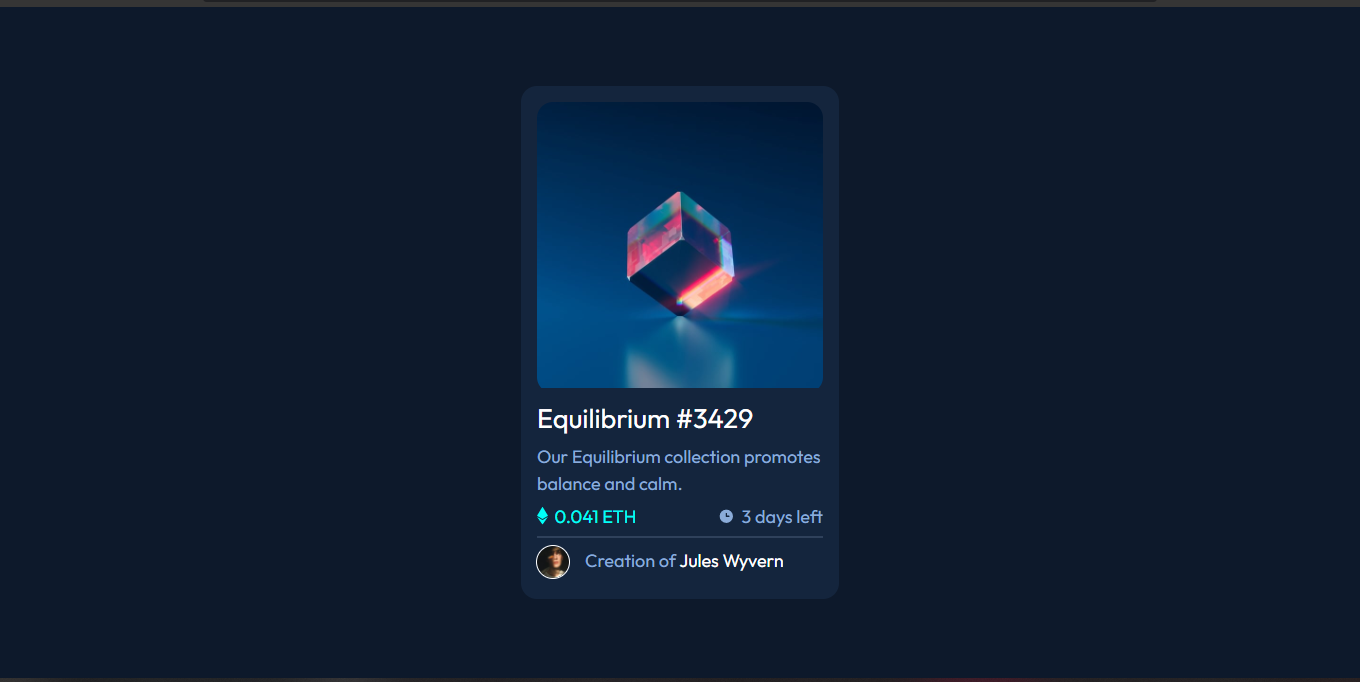 Equilibrium #3429
Our Equilibrium collection promotes
balance and calm.
0.041 ETH
3 days left
Creation of Jules Wyvern